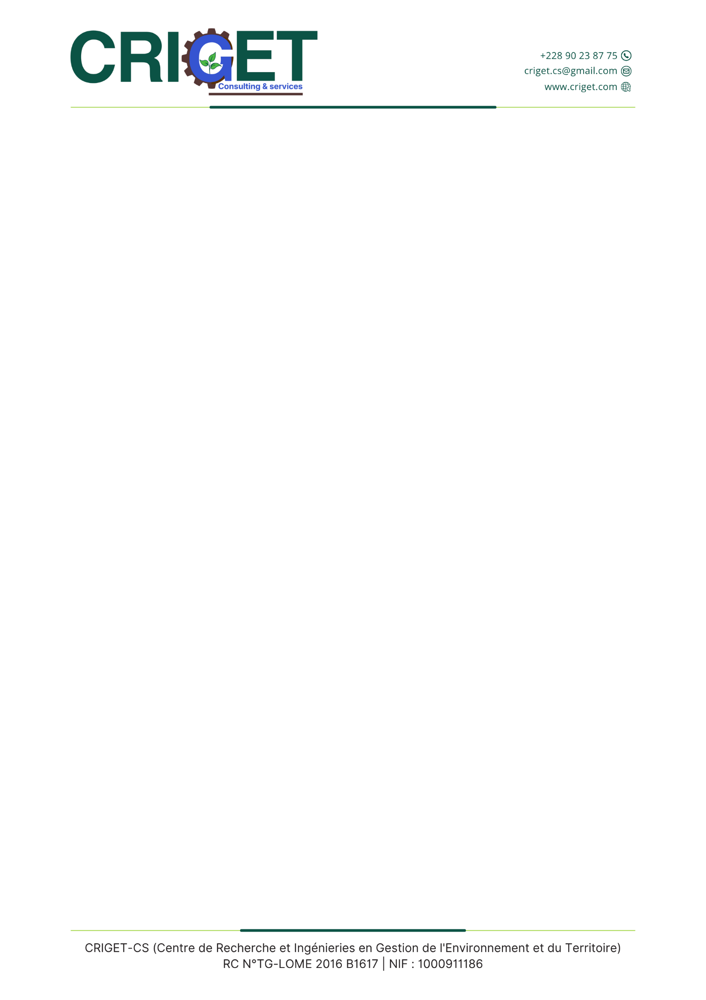 CRIGET
Consulting & services
+228 90 23 87 75
criget.cs@gmail.com
www.criget.com
CRIGET-CS (Centre de Recherche et Ingénieries en Gestion de l'Environnement et du Territoire)
RC N°TG-LOME 2016 B1617 | NIF : 1000911186